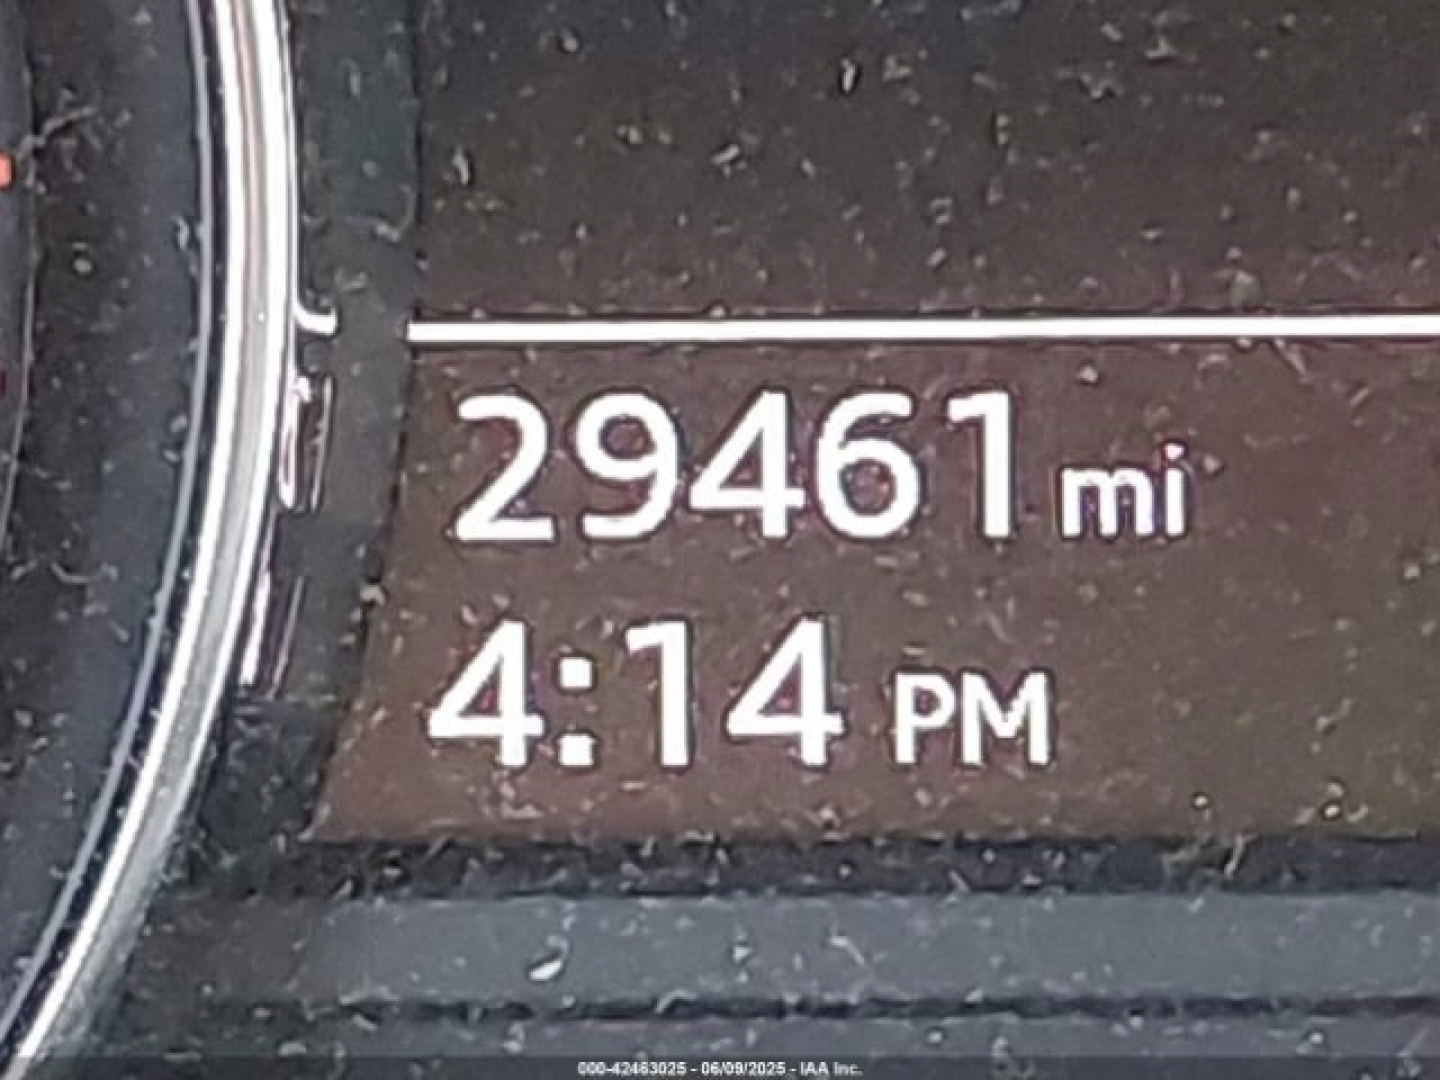 29461 mi
4:14 PM
000-42463025 - 06/09/2025 - IAA Inc.